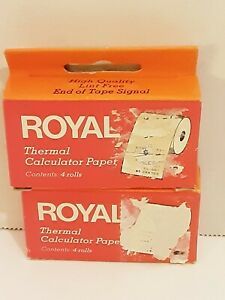 High Quality
Lint Free
End of Tape Signal
ROYAL
Thermal
Calculator Paper
Contents: 4 rolls
ROYAL
Thermal
Calculator Pape
Contents: 4 rolls